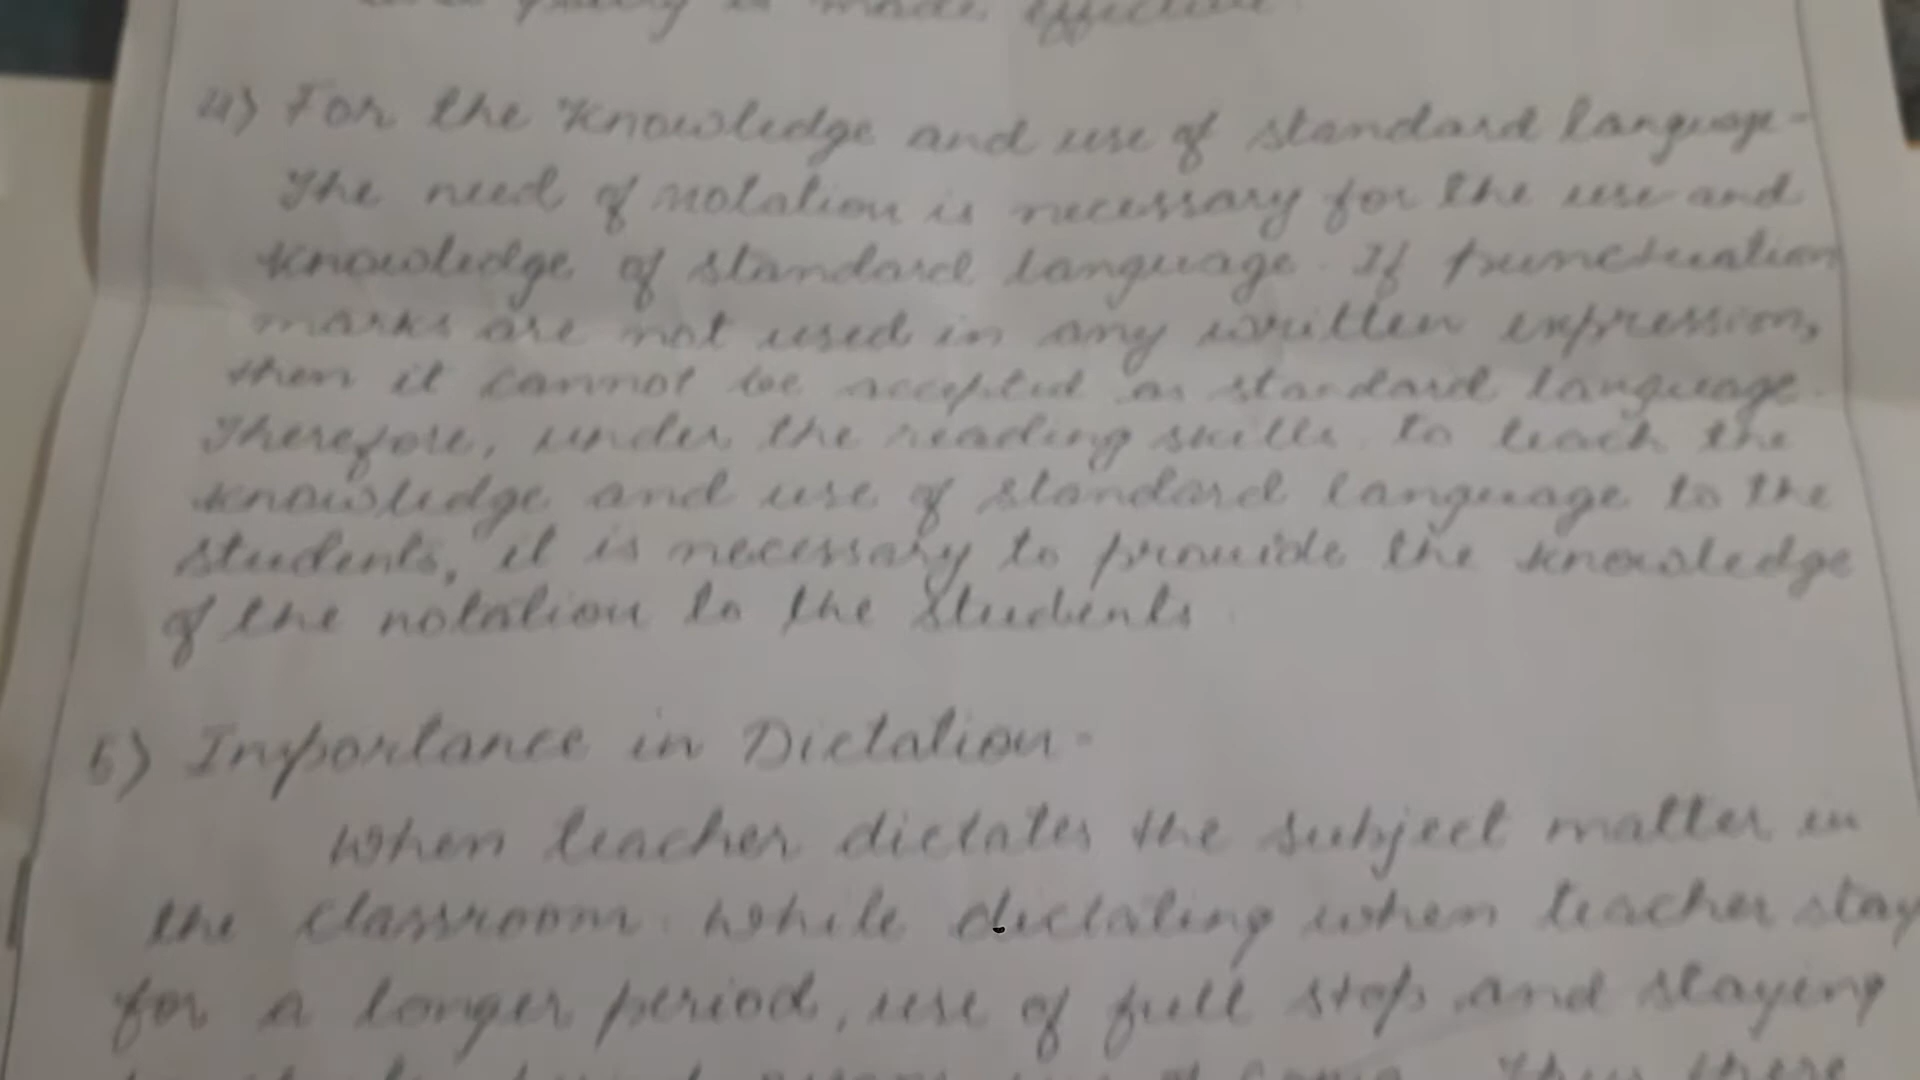 is made effective
4) For the Knowledge and use of standard language-
The need of notation is necessary for the use and
knowledge of standard language. If punctuation
marks are not used in any written expression,
then it cannot be accepted as standard language.
Therefore, under the reading skills to teach the
knowledge and use of standard language to the
students, it is necessary to provide the knowledge
of the notation to the Students.
5) Importance in Dictation-
When teacher dictates the subject matter in
the classroom. While dictating when teacher stay
for a longer period, use of full stop and staying